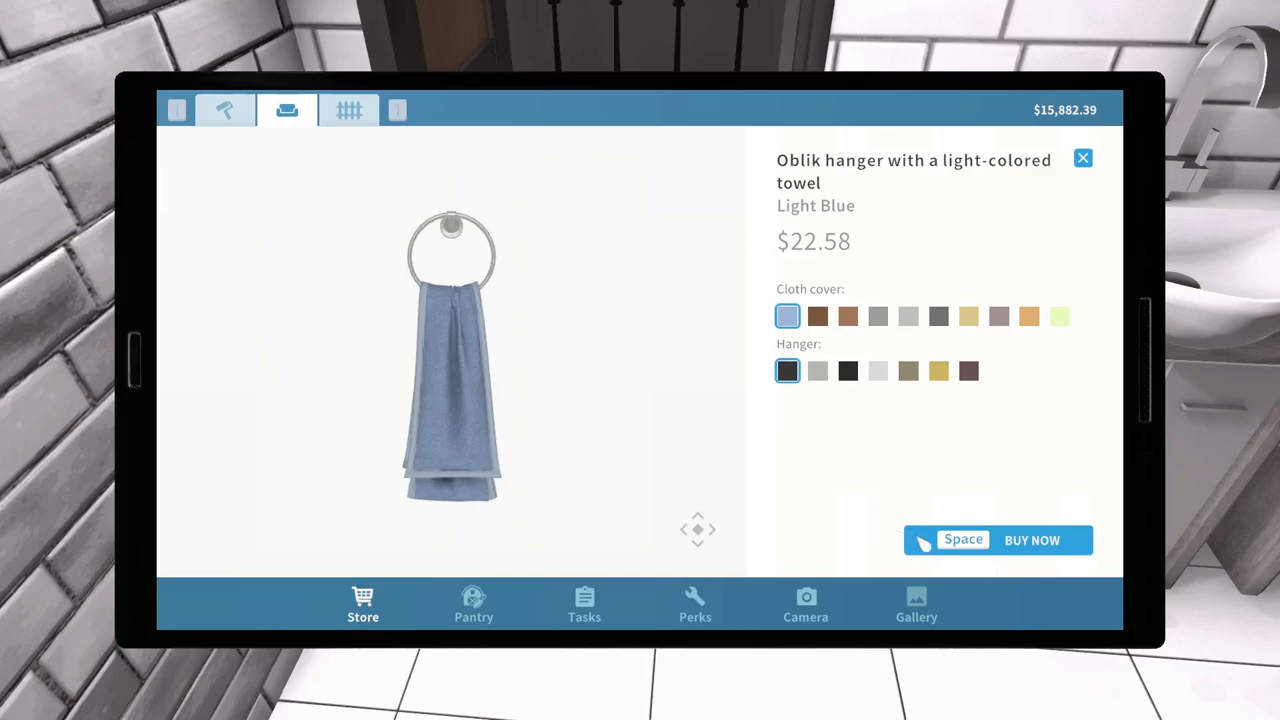 $15,882.39
Oblik hanger with a light-colored
towel
Light Blue
$22.58
Cloth cover:
Hanger:
Space BUY NOW
Store Pantry Tasks Perks Camera Gallery